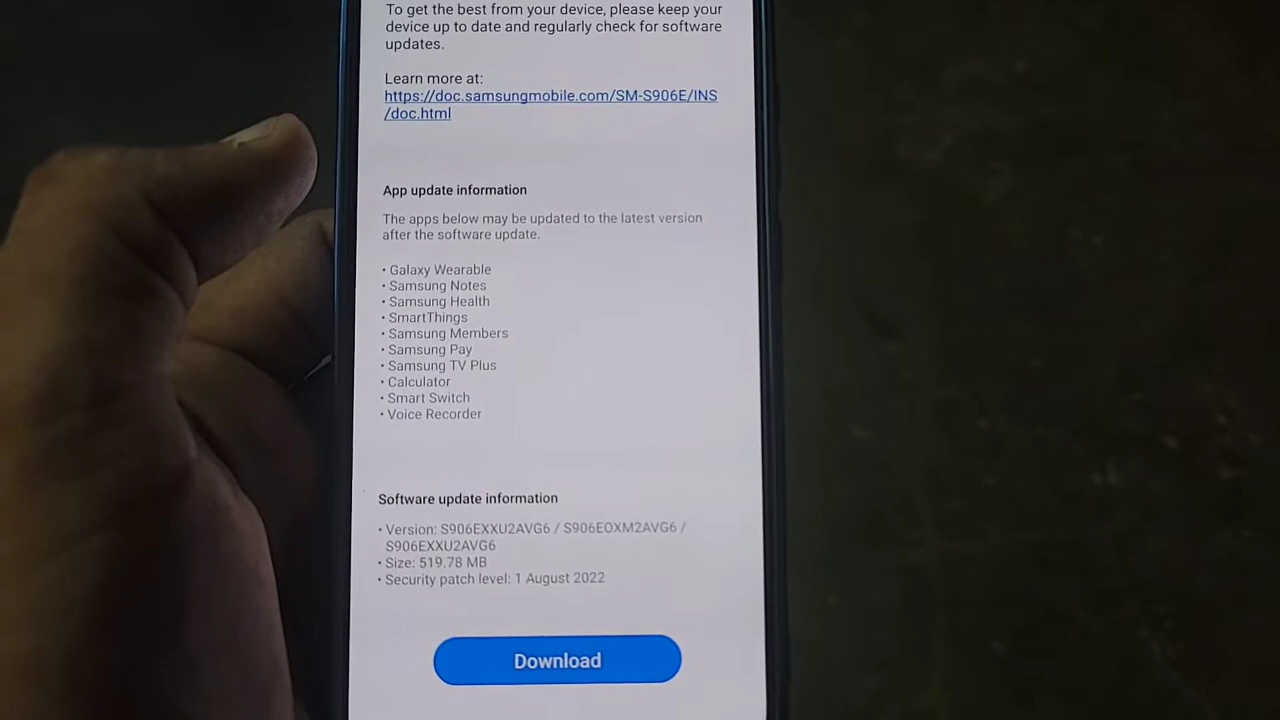 To get the best from your device, please keep your
device up to date and regularly check for software
updates.
Learn more at:
https://doc.samsungmobile.com/SM-S906E/INS
/doc.html
App update information
The apps below may be updated to the latest version
after the software update.
• Galaxy Wearable
• Samsung Notes
• Samsung Health
• SmartThings
• Samsung Members
• Samsung Pay
• Samsung TV Plus
• Calculator
• Smart Switch
• Voice Recorder
Software update information
• Version: S906EXXU2AVG6 / S906EOXM2AVG6 /
S906EXXU2AVG6
• Size: 519.78 MB
• Security patch level: 1 August 2022
Download